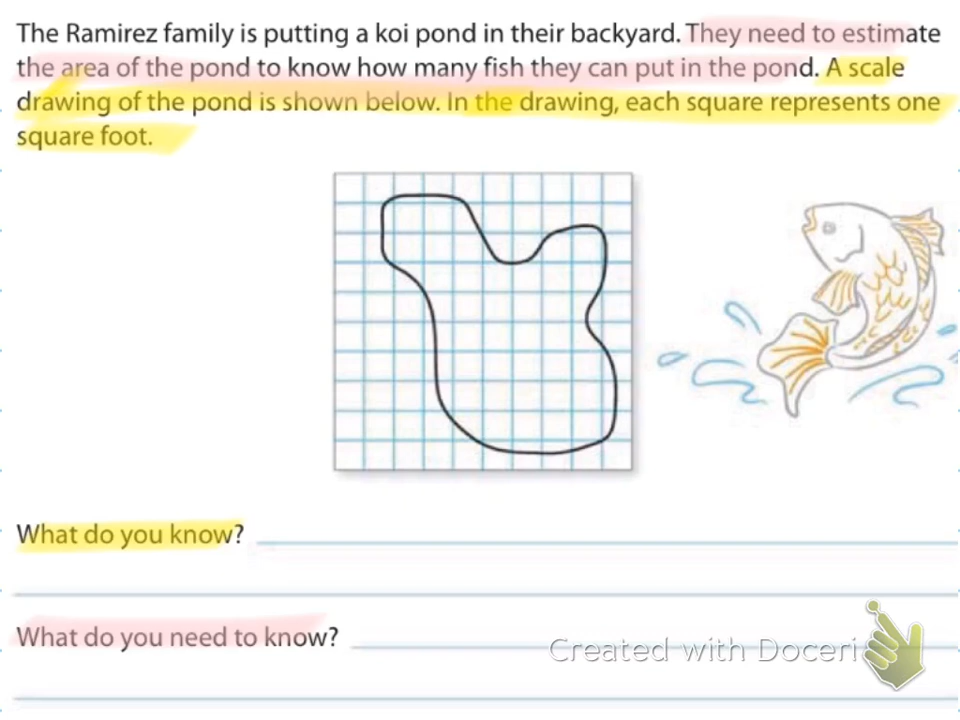 The Ramirez family is putting a koi pond in their backyard. They need to estimate
the area of the pond to know how many fish they can put in the pond. A scale
drawing of the pond is shown below. In the drawing, each square represents one
square foot.
What do you know?
What do you need to know?
Created with Doceri